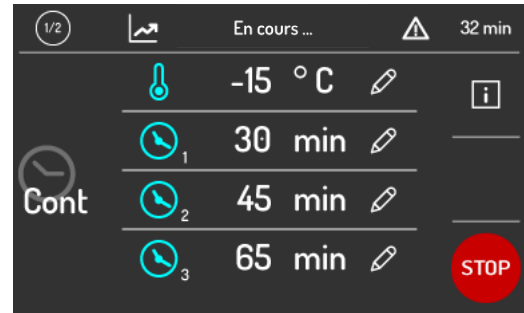 1/2 En cours ... 32 min
-15 °C
i
1 30 min
Cont
2 45 min
3 65 min
STOP